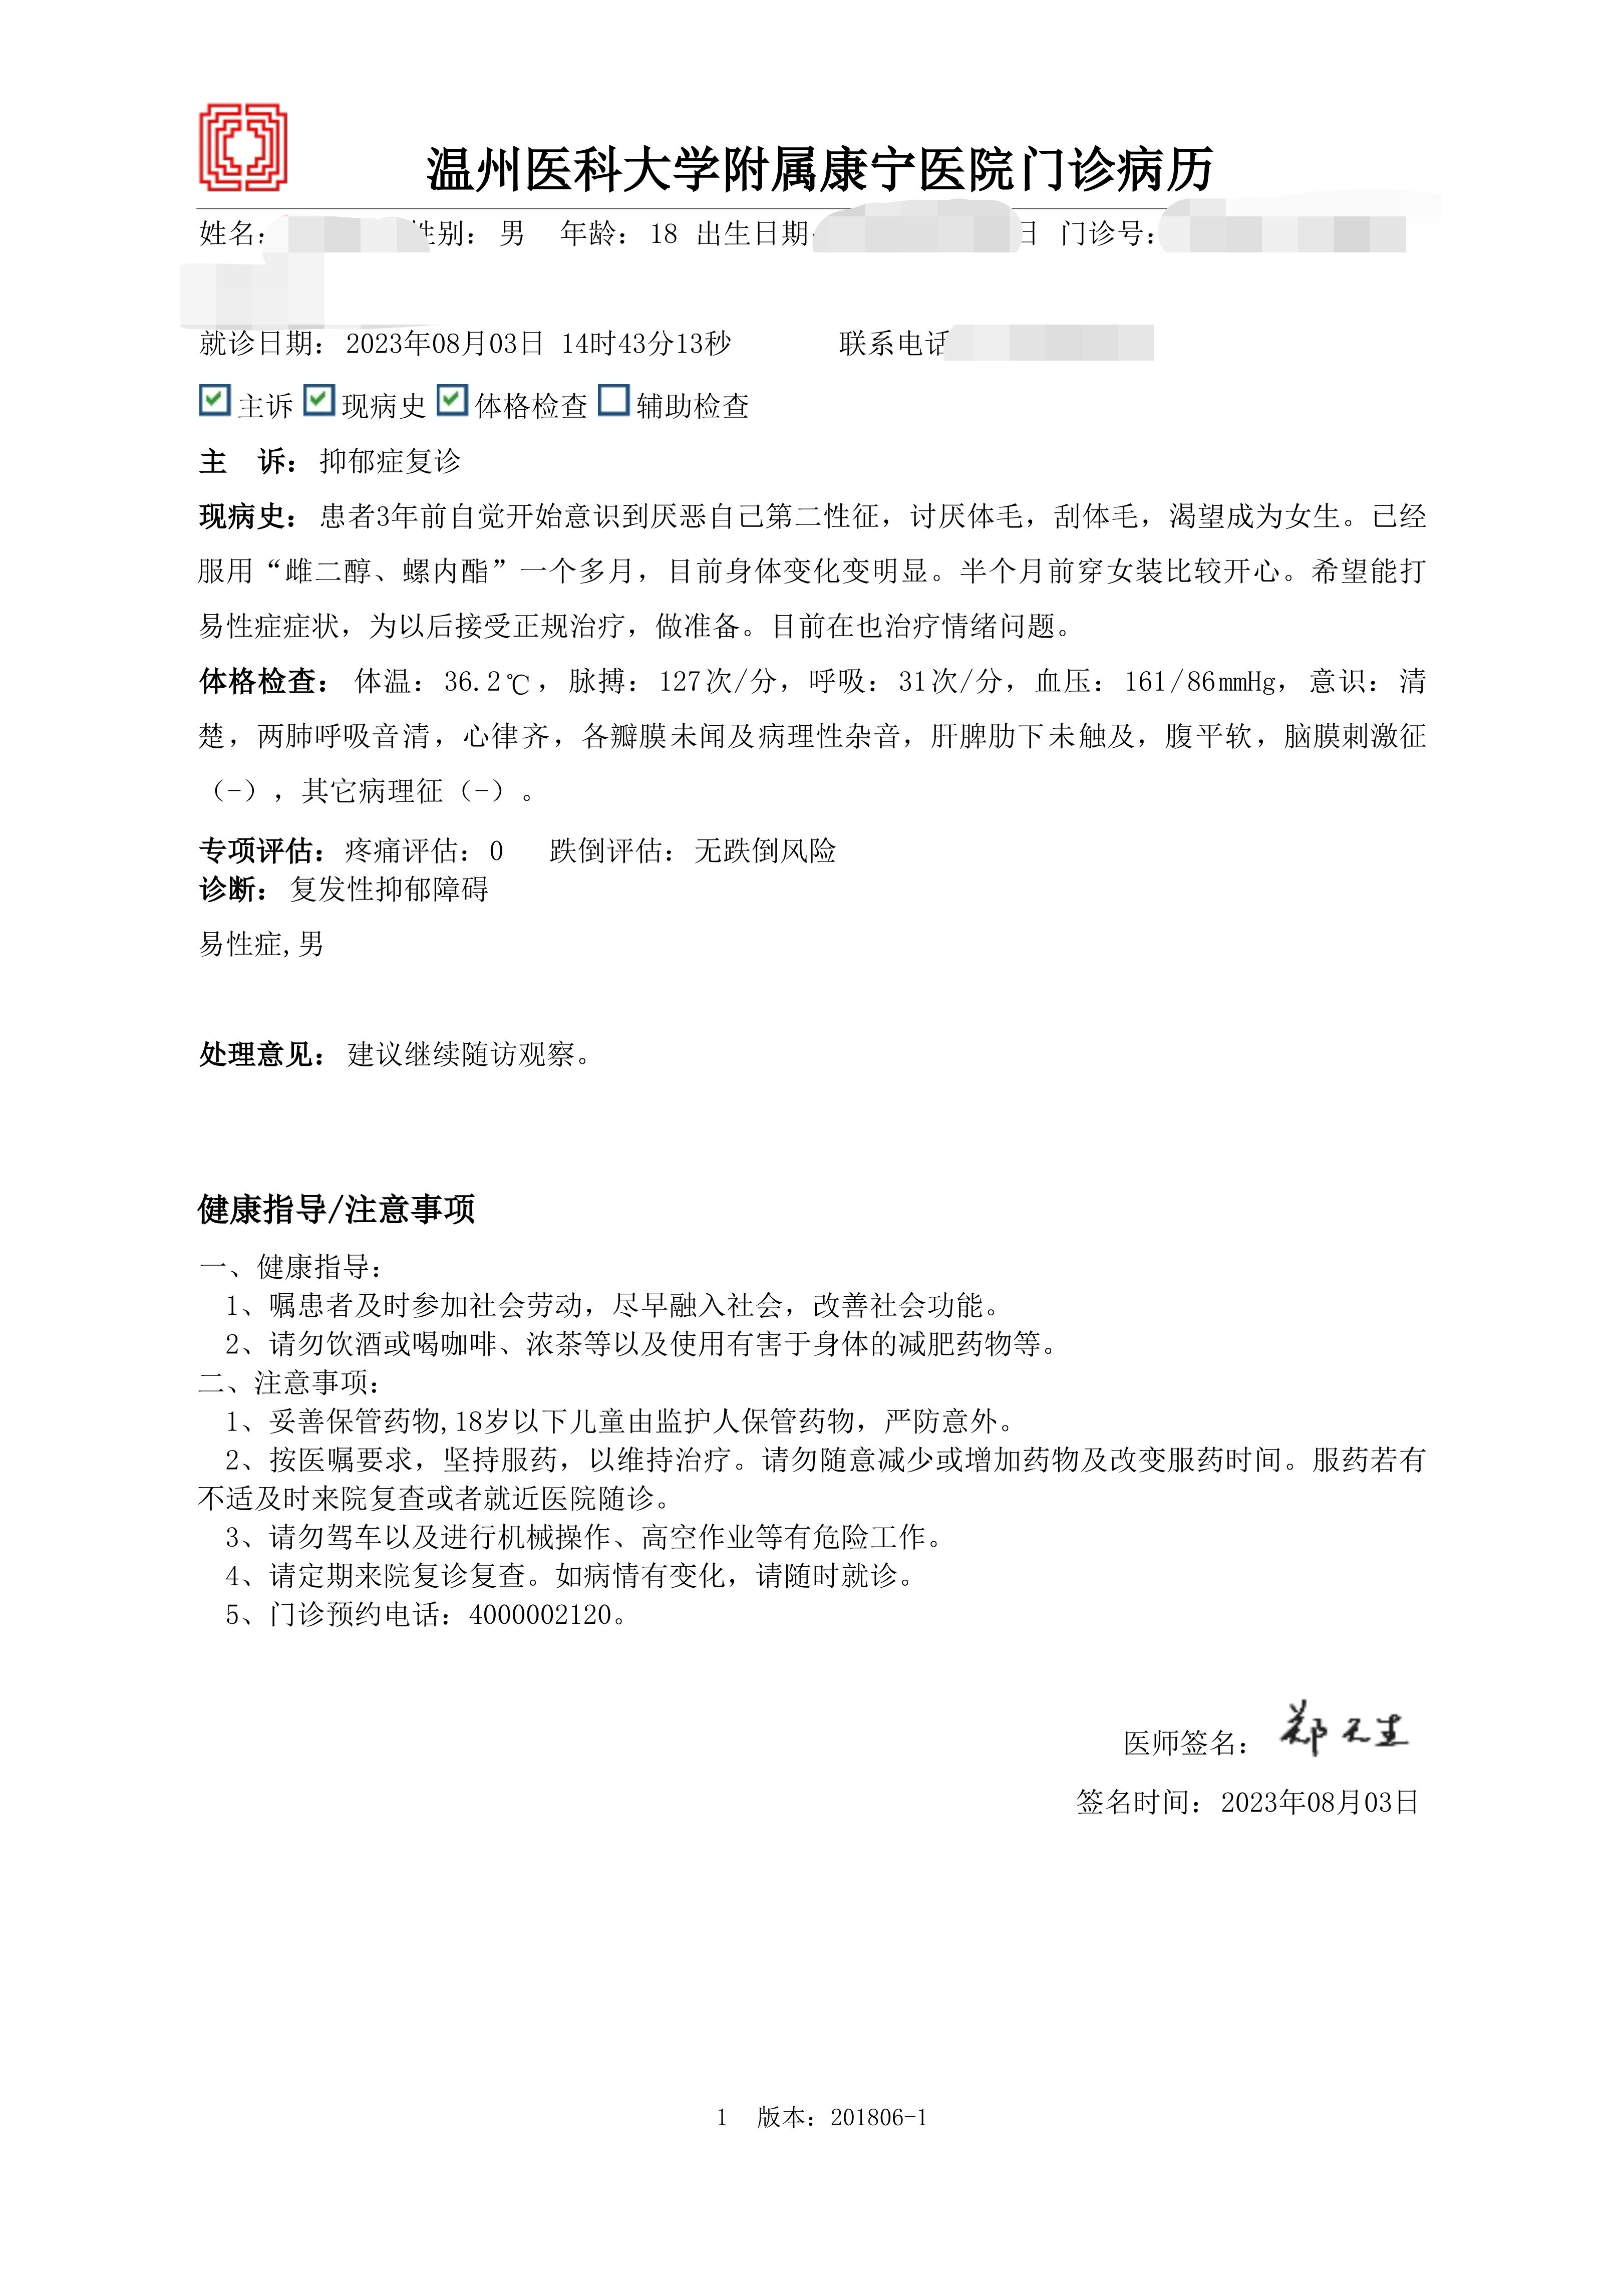 温州医科大学附属康宁医院门诊病历
姓名: 性别: 男 年龄: 18 出生日期 日 门诊号:
就诊日期: 2023年08月03日 14时43分13秒 联系电话
主诉 现病史 体格检查 辅助检查
主 诉: 抑郁症复诊
现病史: 患者3年前自觉开始意识到厌恶自己第二性征，讨厌体毛，刮体毛，渴望成为女生。已经
服用“雌二醇、螺内酯”一个多月，目前身体变化变明显。半个月前穿女装比较开心。希望能打
易性症症状，为以后接受正规治疗，做准备。目前在也治疗情绪问题。
体格检查: 体温: 36.2℃，脉搏: 127次/分，呼吸: 31次/分，血压: 161/86mmHg，意识: 清
楚，两肺呼吸音清，心律齐，各瓣膜未闻及病理性杂音，肝脾肋下未触及，腹平软，脑膜刺激征
（-），其它病理征（-）。
专项评估: 疼痛评估: 0 跌倒评估: 无跌倒风险
诊断: 复发性抑郁障碍
易性症,男
处理意见: 建议继续随访观察。
健康指导/注意事项
一、健康指导:
1、嘱患者及时参加社会劳动，尽早融入社会，改善社会功能。
2、请勿饮酒或喝咖啡、浓茶等以及使用有害于身体的减肥药物等。
二、注意事项:
1、妥善保管药物,18岁以下儿童由监护人保管药物，严防意外。
2、按医嘱要求，坚持服药，以维持治疗。请勿随意减少或增加药物及改变服药时间。服药若有
不适及时来院复查或者就近医院随诊。
3、请勿驾车以及进行机械操作、高空作业等有危险工作。
4、请定期来院复诊复查。如病情有变化，请随时就诊。
5、门诊预约电话: 4000002120。
医师签名:
签名时间: 2023年08月03日
1 版本: 201806-1